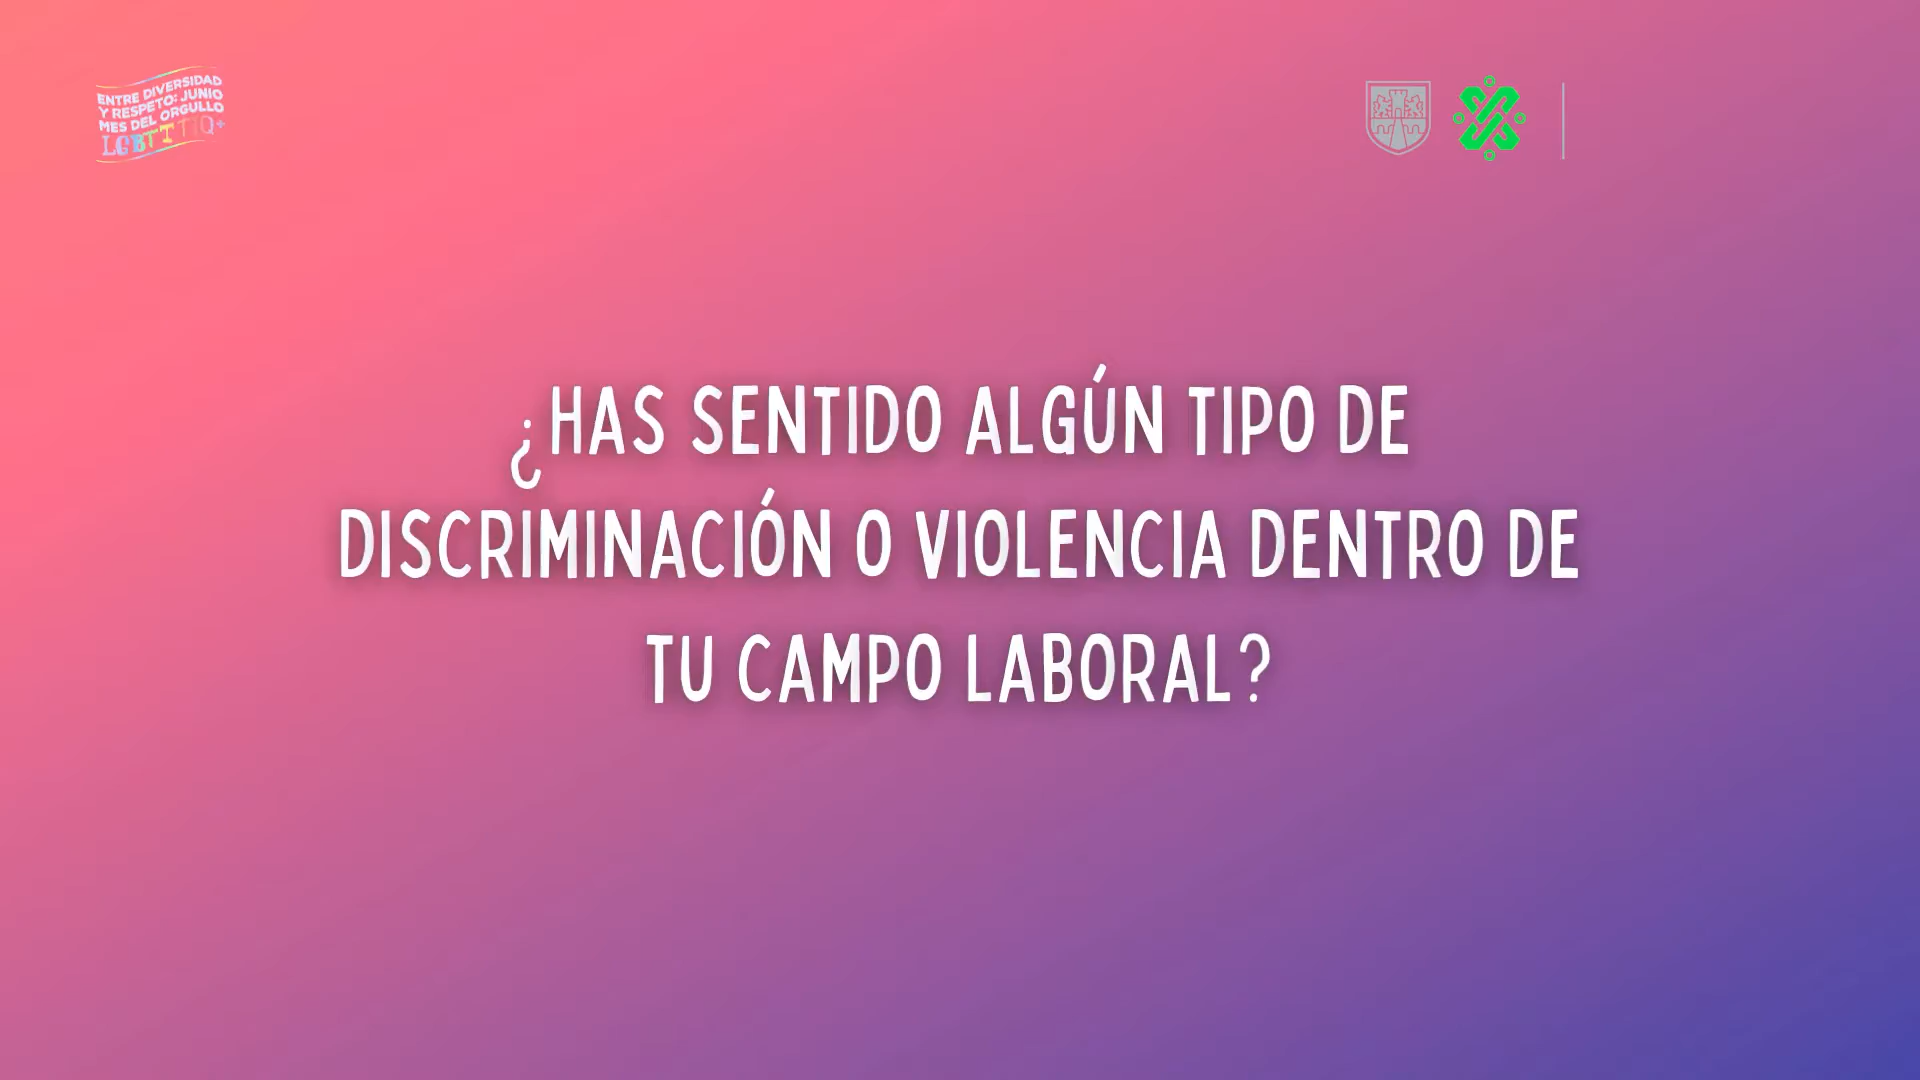 ENTRE DIVERSIDAD
Y RESPETO: JUNIO
MES DEL ORGULLO
LGBTTTIQ+
¿HAS SENTIDO ALGÚN TIPO DE
DISCRIMINACIÓN O VIOLENCIA DENTRO DE
TU CAMPO LABORAL?